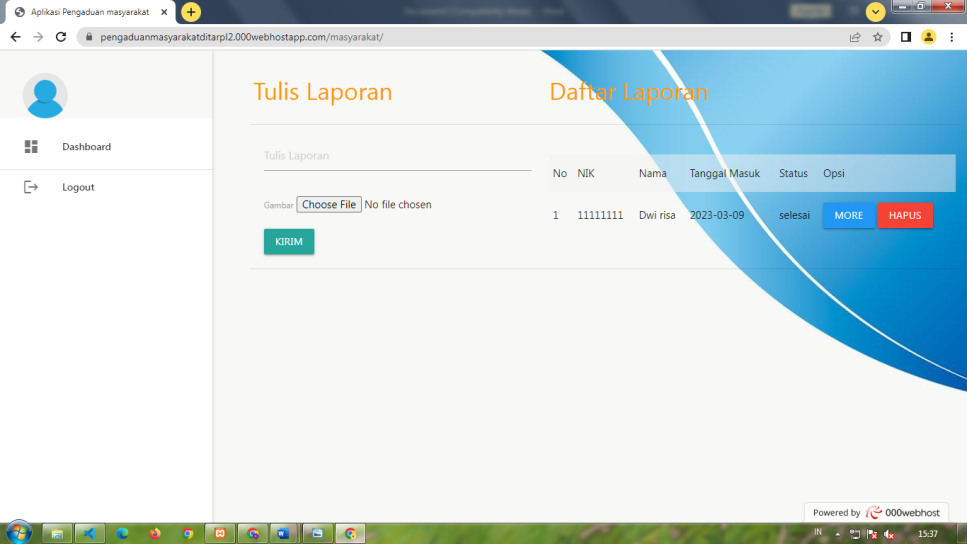 Aplikasi Pengaduan masyarakat
pengaduanmasyarakatditarpl2.000webhostapp.com/masyarakat/
Dashboard
Logout
Tulis Laporan
Tulis Laporan
Gambar Choose File No file chosen
KIRIM
Daftar Laporan
No NIK Nama Tanggal Masuk Status Opsi
1 11111111 Dwi risa 2023-03-09 selesai MORE HAPUS
Powered by 000webhost
IN 15:37